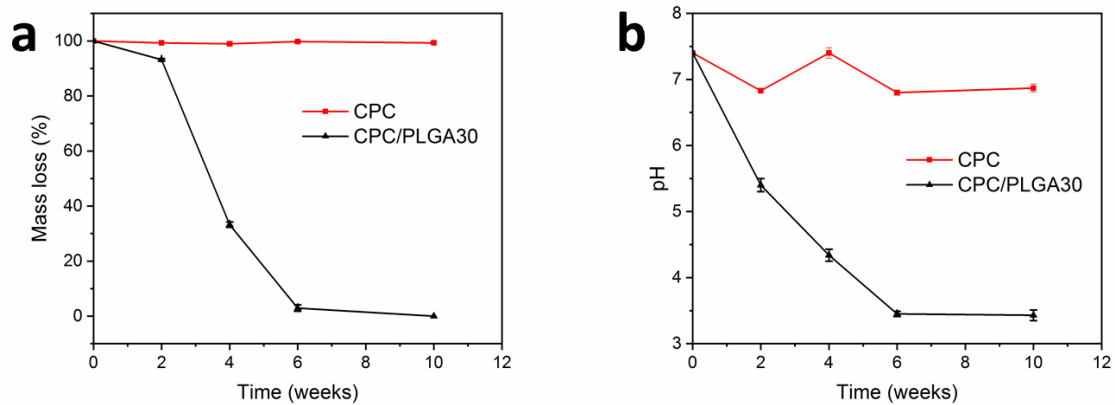 a
Mass loss (%)
100
80
60
40
20
0
CPC
CPC/PLGA30
0 2 4 6 8 10 12
Time (weeks)
b
pH
8
7
6
5
4
3
CPC
CPC/PLGA30
0 2 4 6 8 10 12
Time (weeks)